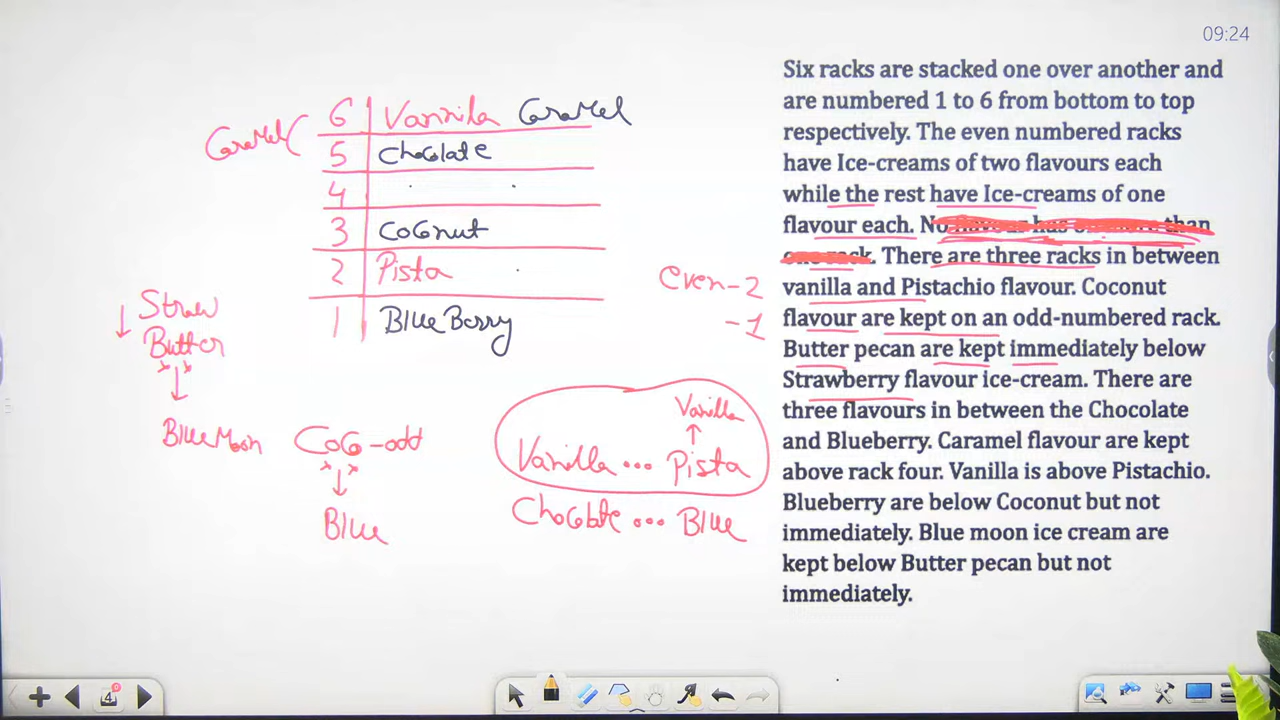 09:24
Six racks are stacked one over another and
are numbered 1 to 6 from bottom to top
respectively. The even numbered racks
have Ice-creams of two flavours each
while the rest have Ice-creams of one
flavour each. No than
. There are three racks in between
vanilla and Pistachio flavour. Coconut
flavour are kept on an odd-numbered rack.
Butter pecan are kept immediately below
Strawberry flavour ice-cream. There are
three flavours in between the Chocolate
and Blueberry. Caramel flavour are kept
above rack four. Vanilla is above Pistachio.
Blueberry are below Coconut but not
immediately. Blue moon ice cream are
kept below Butter pecan but not
immediately.
Caramel
6 Vannila Caramel
5 Chocolate
4
3 CoConut
2 Pista
1 BlueBerry
even-2
-1
Straw
Butter
BlueMoon
CoCo-odd
Blue
Vanilla
Vanilla ... Pista
Chocolate ... Blue
4